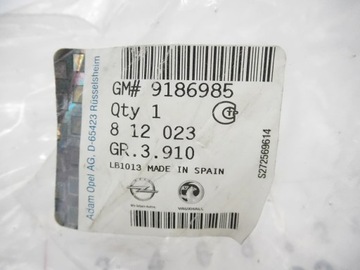 GM# 9186985
Qty 1
8 12 023
GR.3.910
LB1013 MADE IN SPAIN
Adam Opel AG. D-65423 Rüsselsheim
S272569614